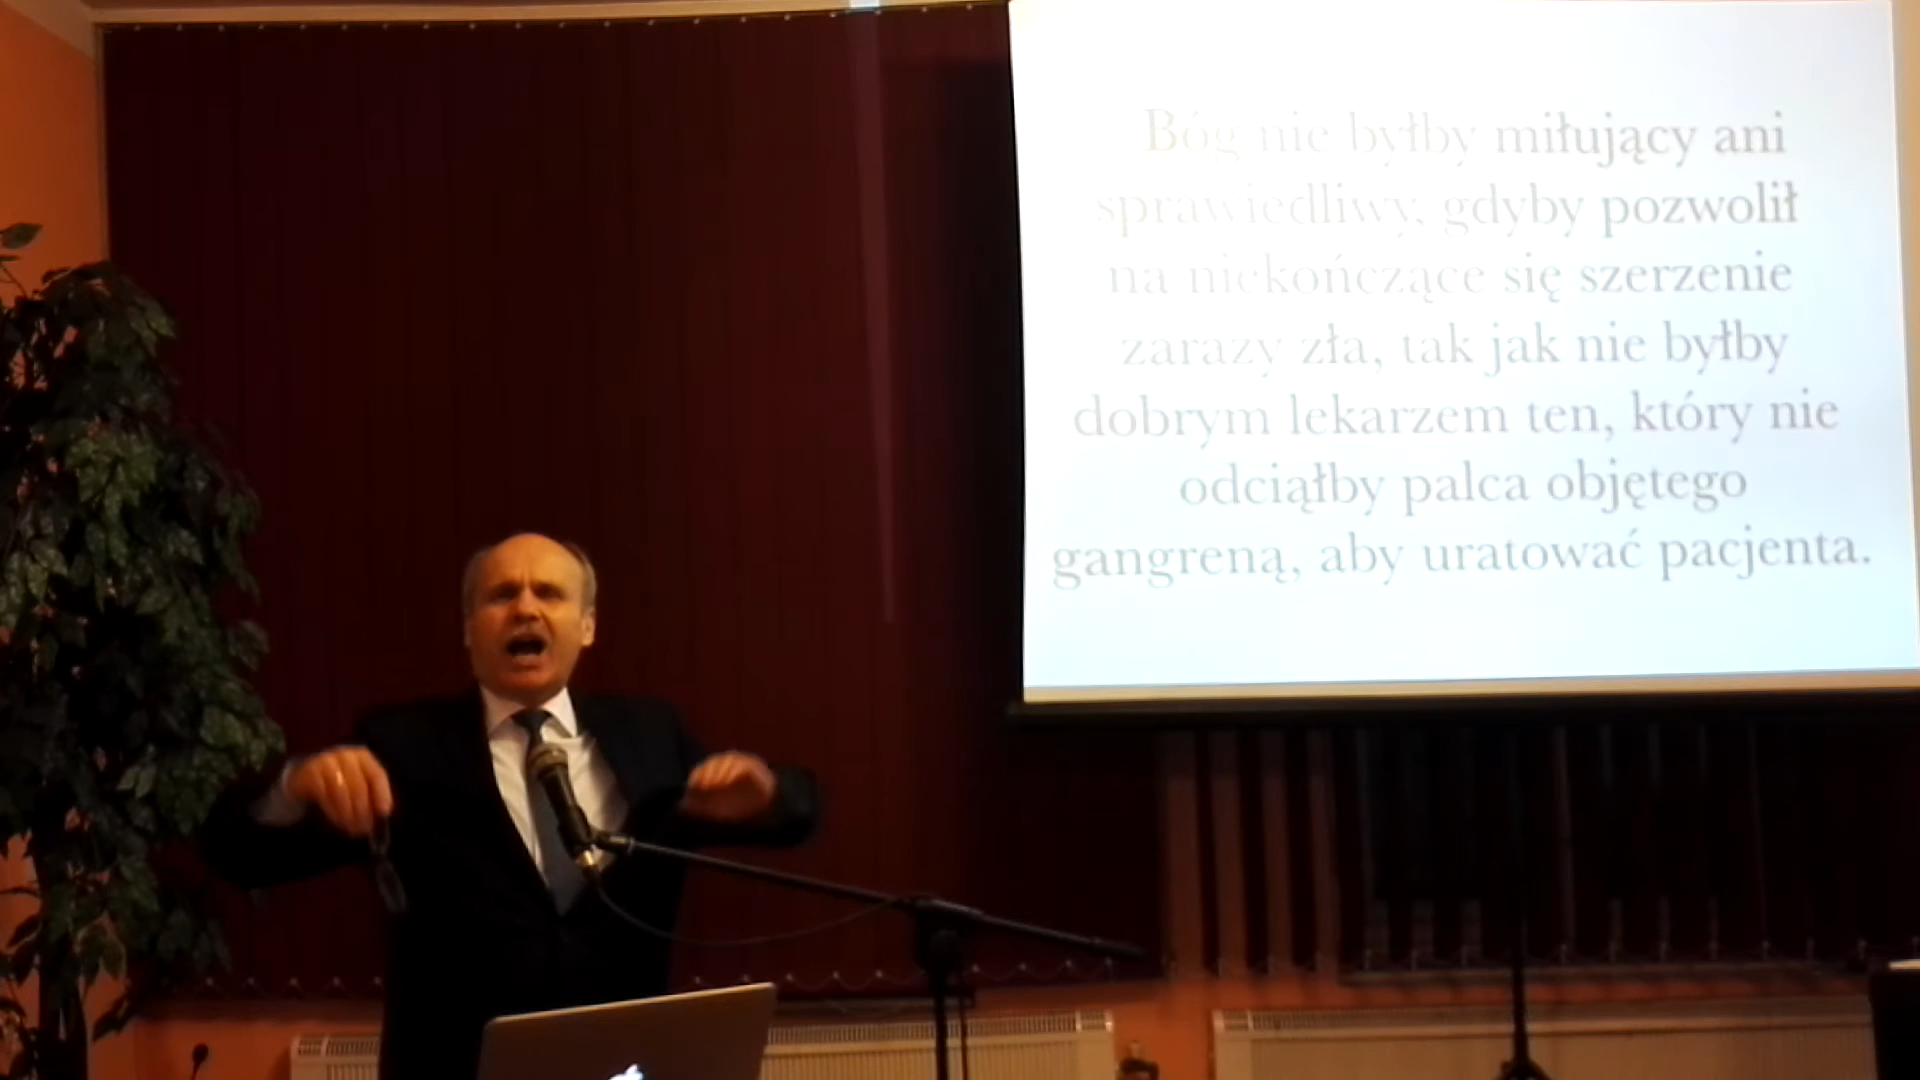 Bóg nie byłby miłujący ani
sprawiedliwy, gdyby pozwolił
na niekończące się szerzenie
zarazy zła, tak jak nie byłby
dobrym lekarzem ten, który nie
odciąłby palca objętego
gangreną, aby uratować pacjenta.